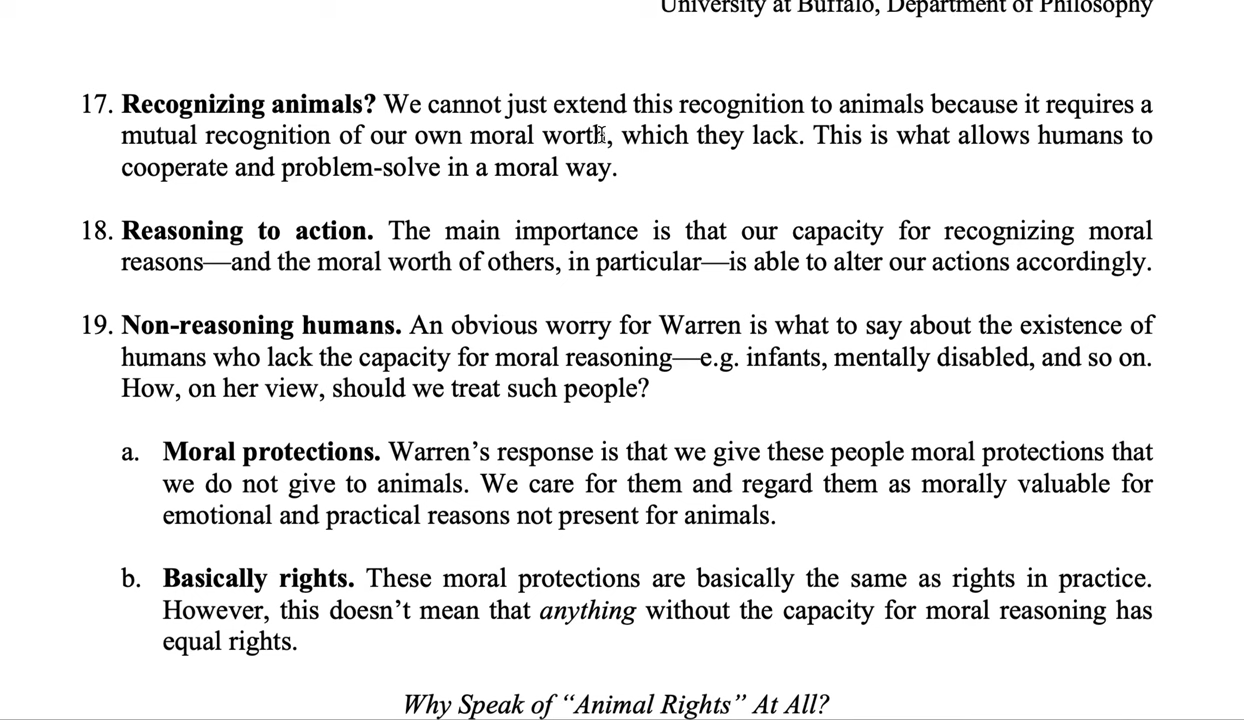 University at Buffalo, Department of Philosophy
17. Recognizing animals? We cannot just extend this recognition to animals because it requires a
mutual recognition of our own moral worth, which they lack. This is what allows humans to
cooperate and problem-solve in a moral way.
18. Reasoning to action. The main importance is that our capacity for recognizing moral
reasons—and the moral worth of others, in particular—is able to alter our actions accordingly.
19. Non-reasoning humans. An obvious worry for Warren is what to say about the existence of
humans who lack the capacity for moral reasoning—e.g. infants, mentally disabled, and so on.
How, on her view, should we treat such people?
a. Moral protections. Warren’s response is that we give these people moral protections that
we do not give to animals. We care for them and regard them as morally valuable for
emotional and practical reasons not present for animals.
b. Basically rights. These moral protections are basically the same as rights in practice.
However, this doesn’t mean that anything without the capacity for moral reasoning has
equal rights.
Why Speak of “Animal Rights” At All?